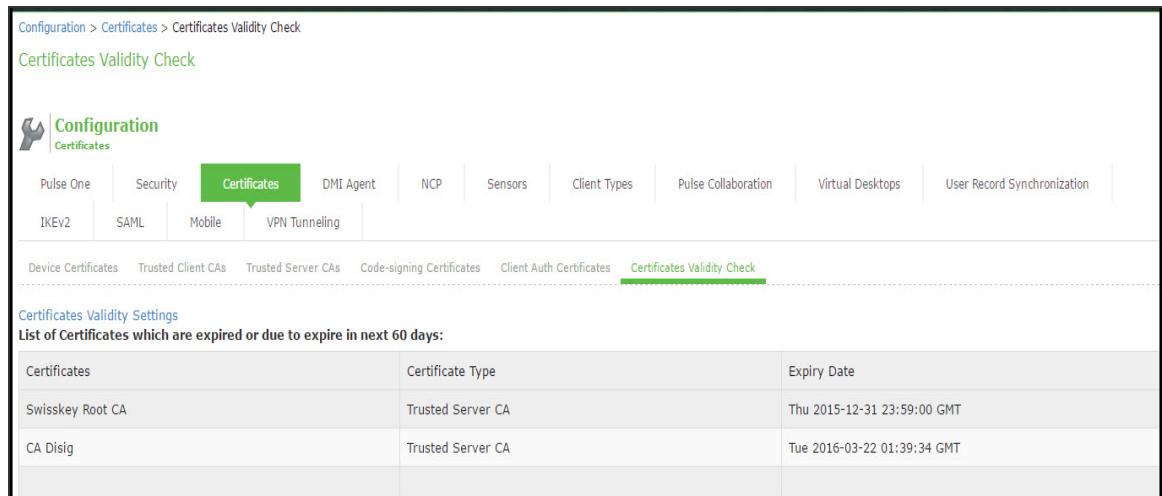 Configuration > Certificates > Certificates Validity Check
Certificates Validity Check
Configuration
Certificates
Pulse One Security Certificates DMI Agent NCP Sensors Client Types Pulse Collaboration Virtual Desktops User Record Synchronization
IKEv2 SAML Mobile VPN Tunneling
Device Certificates Trusted Client CAs Trusted Server CAs Code-signing Certificates Client Auth Certificates Certificates Validity Check
Certificates Validity Settings
List of Certificates which are expired or due to expire in next 60 days:
Certificates Certificate Type Expiry Date
Swisskey Root CA Trusted Server CA Thu 2015-12-31 23:59:00 GMT
CA Disig Trusted Server CA Tue 2016-03-22 01:39:34 GMT